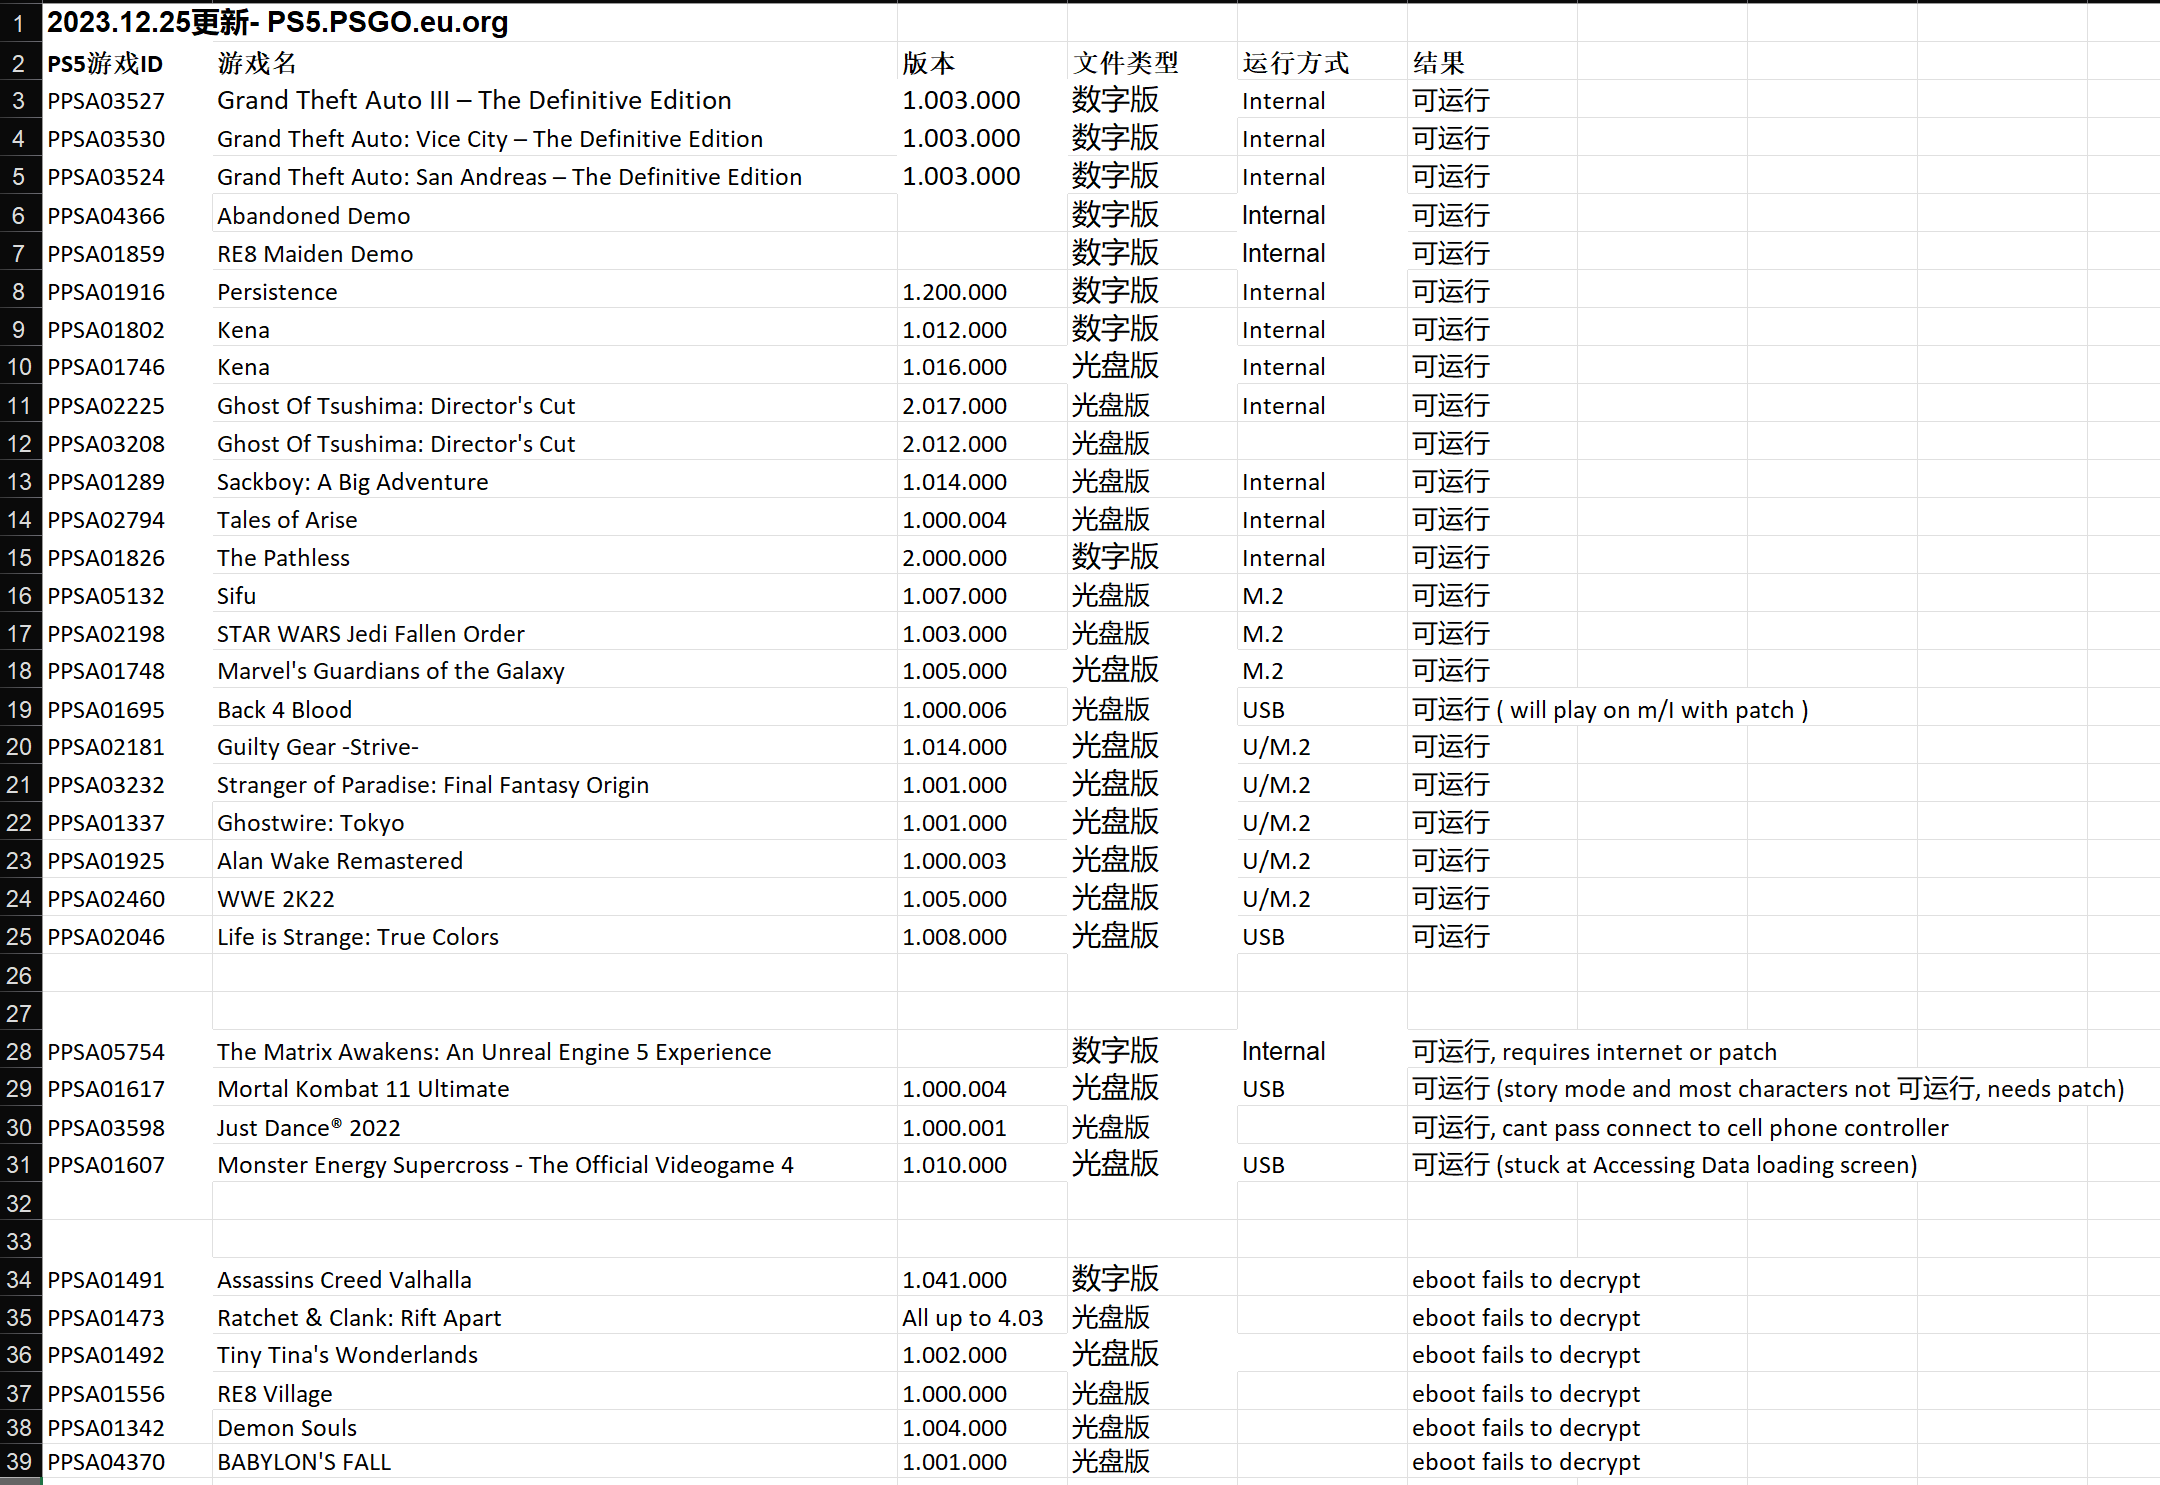 1 2023.12.25更新- PS5.PSGO.eu.org
2 PS5游戏ID 游戏名 版本 文件类型 运行方式 结果
3 PPSA03527 Grand Theft Auto III – The Definitive Edition 1.003.000 数字版 Internal 可运行
4 PPSA03530 Grand Theft Auto: Vice City – The Definitive Edition 1.003.000 数字版 Internal 可运行
5 PPSA03524 Grand Theft Auto: San Andreas – The Definitive Edition 1.003.000 数字版 Internal 可运行
6 PPSA04366 Abandoned Demo 数字版 Internal 可运行
7 PPSA01859 RE8 Maiden Demo 数字版 Internal 可运行
8 PPSA01916 Persistence 1.200.000 数字版 Internal 可运行
9 PPSA01802 Kena 1.012.000 数字版 Internal 可运行
10 PPSA01746 Kena 1.016.000 光盘版 Internal 可运行
11 PPSA02225 Ghost Of Tsushima: Director's Cut 2.017.000 光盘版 Internal 可运行
12 PPSA03208 Ghost Of Tsushima: Director's Cut 2.012.000 光盘版 可运行
13 PPSA01289 Sackboy: A Big Adventure 1.014.000 光盘版 Internal 可运行
14 PPSA02794 Tales of Arise 1.000.004 光盘版 Internal 可运行
15 PPSA01826 The Pathless 2.000.000 数字版 Internal 可运行
16 PPSA05132 Sifu 1.007.000 光盘版 M.2 可运行
17 PPSA02198 STAR WARS Jedi Fallen Order 1.003.000 光盘版 M.2 可运行
18 PPSA01748 Marvel's Guardians of the Galaxy 1.005.000 光盘版 M.2 可运行
19 PPSA01695 Back 4 Blood 1.000.006 光盘版 USB 可运行 ( will play on m/I with patch )
20 PPSA02181 Guilty Gear -Strive- 1.014.000 光盘版 U/M.2 可运行
21 PPSA03232 Stranger of Paradise: Final Fantasy Origin 1.001.000 光盘版 U/M.2 可运行
22 PPSA01337 Ghostwire: Tokyo 1.001.000 光盘版 U/M.2 可运行
23 PPSA01925 Alan Wake Remastered 1.000.003 光盘版 U/M.2 可运行
24 PPSA02460 WWE 2K22 1.005.000 光盘版 U/M.2 可运行
25 PPSA02046 Life is Strange: True Colors 1.008.000 光盘版 USB 可运行
26
27
28 PPSA05754 The Matrix Awakens: An Unreal Engine 5 Experience 数字版 Internal 可运行, requires internet or patch
29 PPSA01617 Mortal Kombat 11 Ultimate 1.000.004 光盘版 USB 可运行 (story mode and most characters not 可运行, needs patch)
30 PPSA03598 Just Dance® 2022 1.000.001 光盘版 可运行, cant pass connect to cell phone controller
31 PPSA01607 Monster Energy Supercross - The Official Videogame 4 1.010.000 光盘版 USB 可运行 (stuck at Accessing Data loading screen)
32
33
34 PPSA01491 Assassins Creed Valhalla 1.041.000 数字版 eboot fails to decrypt
35 PPSA01473 Ratchet & Clank: Rift Apart All up to 4.03 光盘版 eboot fails to decrypt
36 PPSA01492 Tiny Tina's Wonderlands 1.002.000 光盘版 eboot fails to decrypt
37 PPSA01556 RE8 Village 1.000.000 光盘版 eboot fails to decrypt
38 PPSA01342 Demon Souls 1.004.000 光盘版 eboot fails to decrypt
39 PPSA04370 BABYLON'S FALL 1.001.000 光盘版 eboot fails to decrypt